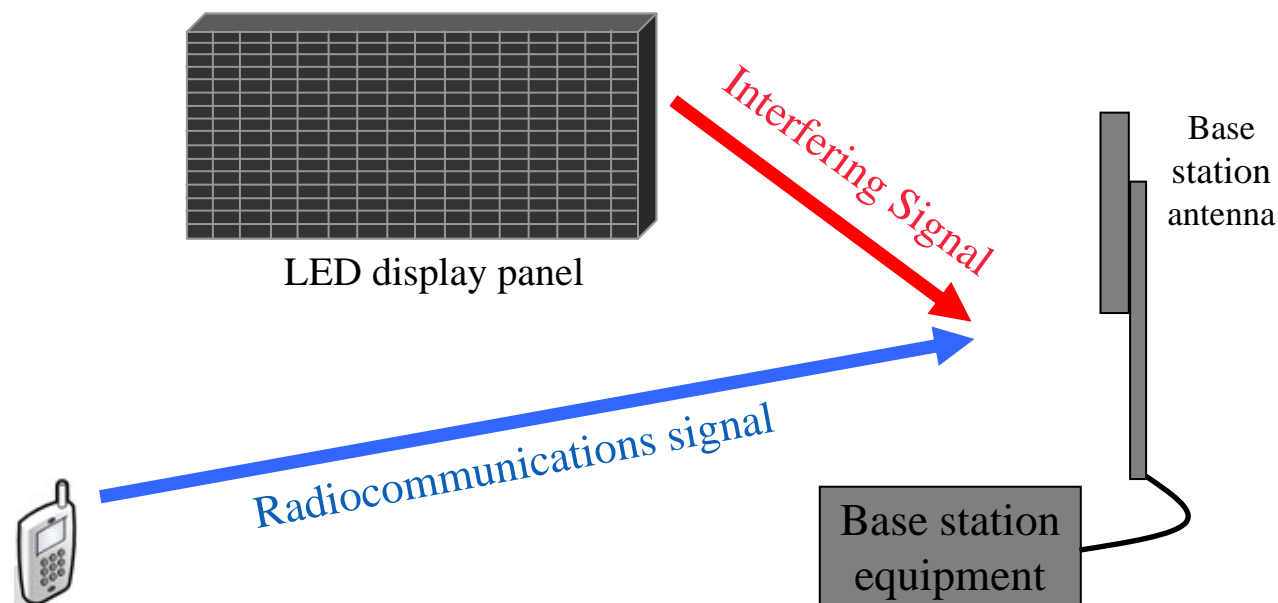 Interfering Signal
Base
station
antenna
LED display panel
Radiocommunications signal
Base station
equipment